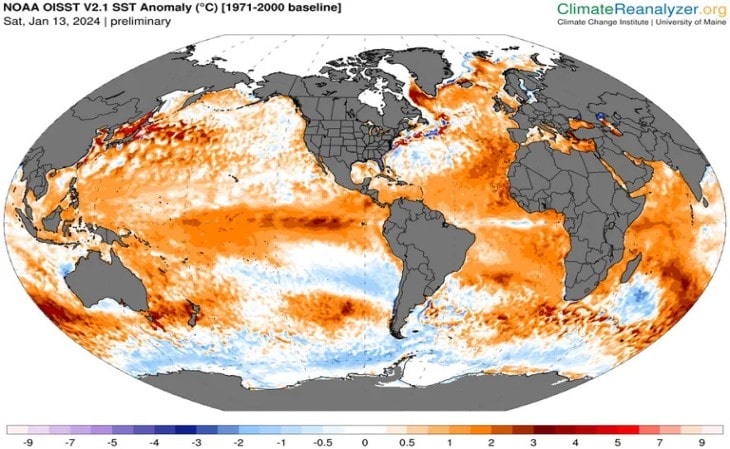 NOAA OISST V2.1 SST Anomaly (°C) [1971-2000 baseline]
Sat, Jan 13, 2024 | preliminary
ClimateReanalyzer.org
Climate Change Institute | University of Maine
-9 -7 -5 -4 -3 -2 -1 -0.5 0 0.5 1 2 3 4 5 7 9